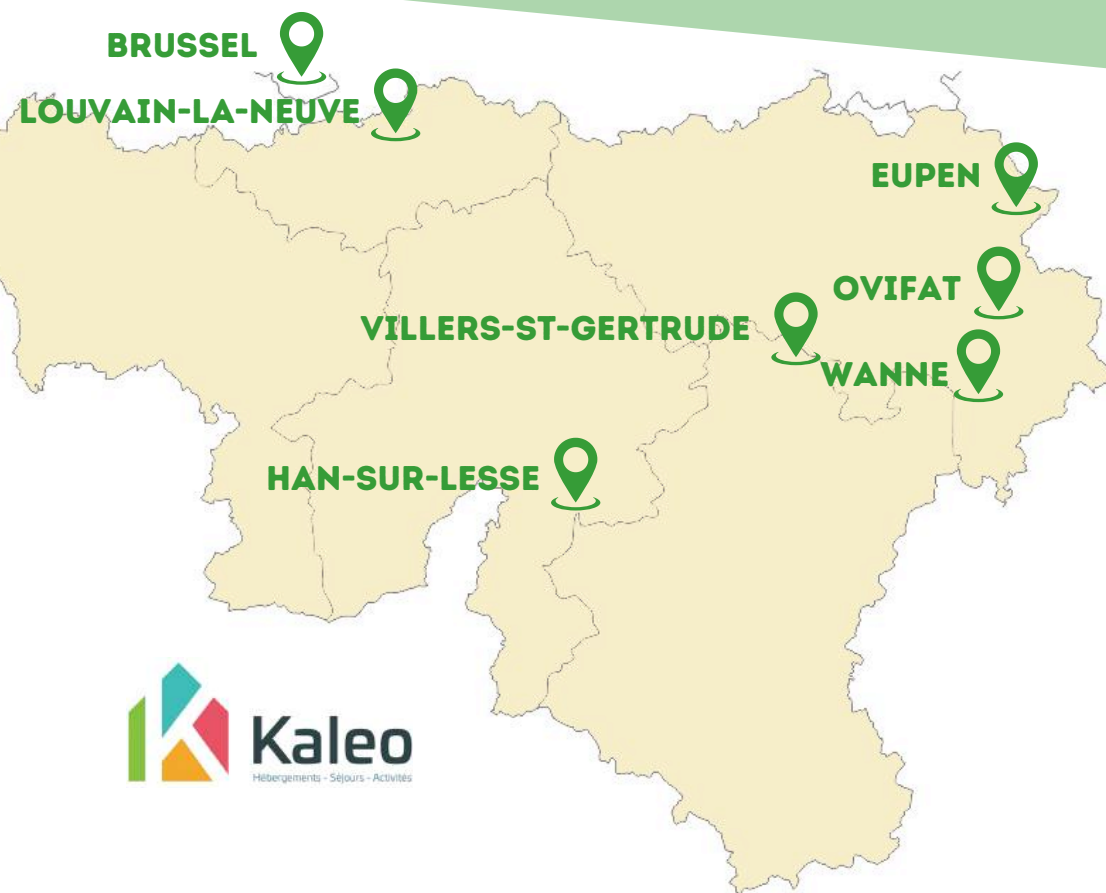 BRUSSEL
LOUVAIN-LA-NEUVE
EUPEN
OVIFAT
VILLERS-ST-GERTRUDE
WANNE
HAN-SUR-LESSE
Kaleo
Hébergements - Séjours - Activités